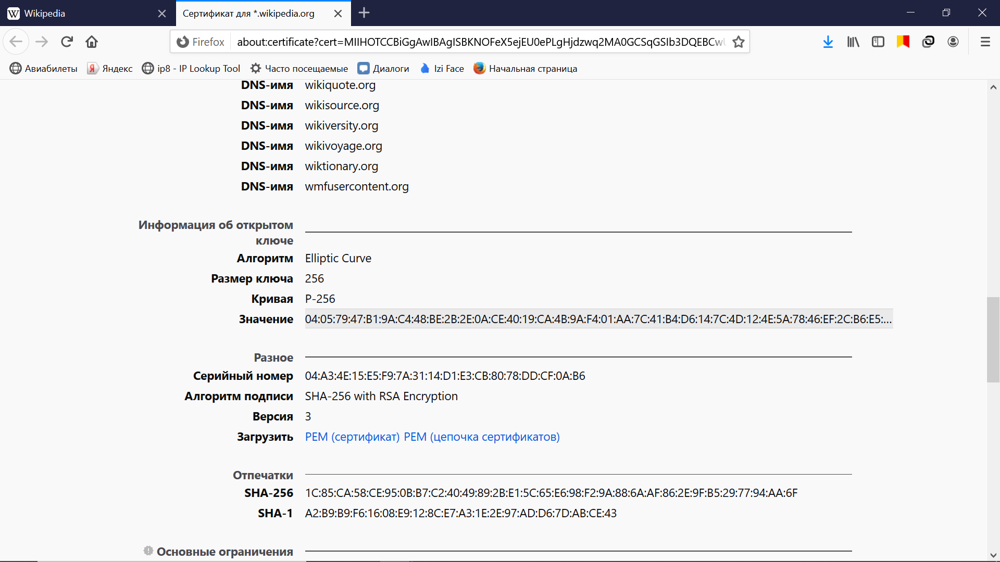 Wikipedia
Сертификат для *.wikipedia.org
Firefox about:certificate?cert=MIIHOTCCBiGgAwIBAgISBKNOFeX5ejEU0ePLgHjdzwq2MA0GCSqGSIb3DQEBCwU
Авиабилеты Яндекс ip8 - IP Lookup Tool Часто посещаемые Диалоги Izi Face Начальная страница
DNS-имя wikiquote.org
DNS-имя wikisource.org
DNS-имя wikiversity.org
DNS-имя wikivoyage.org
DNS-имя wiktionary.org
DNS-имя wmfusercontent.org
Информация об открытом
ключе
Алгоритм Elliptic Curve
Размер ключа 256
Кривая P-256
Значение 04:05:79:47:B1:9A:C4:48:BE:2B:2E:0A:CE:40:19:CA:4B:9A:F4:01:AA:7C:41:B4:D6:14:7C:4D:12:4E:5A:78:46:EF:2C:B6:E5:...
Разное
Серийный номер 04:A3:4E:15:E5:F9:7A:31:14:D1:E3:CB:80:78:DD:CF:0A:B6
Алгоритм подписи SHA-256 with RSA Encryption
Версия 3
Загрузить PEM (сертификат) PEM (цепочка сертификатов)
Отпечатки
SHA-256 1C:85:CA:58:CE:95:0B:B7:C2:40:49:89:2B:E1:5C:65:E6:98:F2:9A:88:6A:AF:86:2E:9F:B5:29:77:94:AA:6F
SHA-1 A2:B9:B9:F6:16:08:E9:12:8C:E7:A3:1E:2E:97:AD:D6:7D:AB:CE:43
Основные ограничения